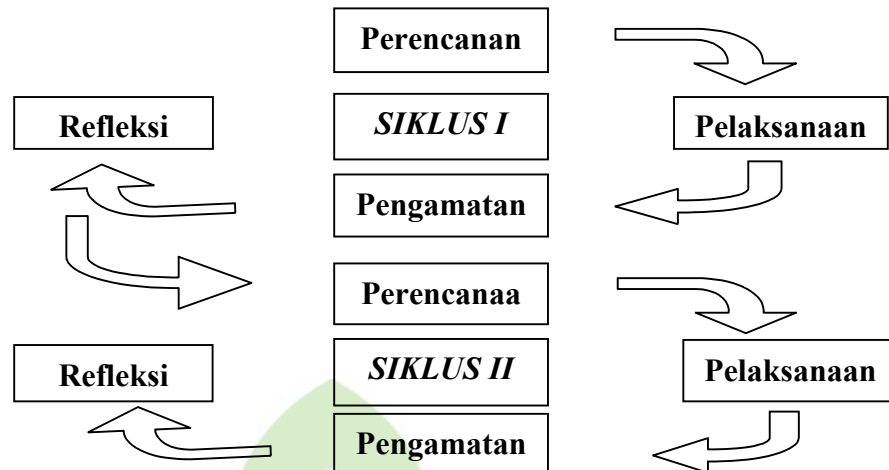 Perencanan
Refleksi
SIKLUS I
Pelaksanaan
Pengamatan
Perencanaa
Refleksi
SIKLUS II
Pelaksanaan
Pengamatan